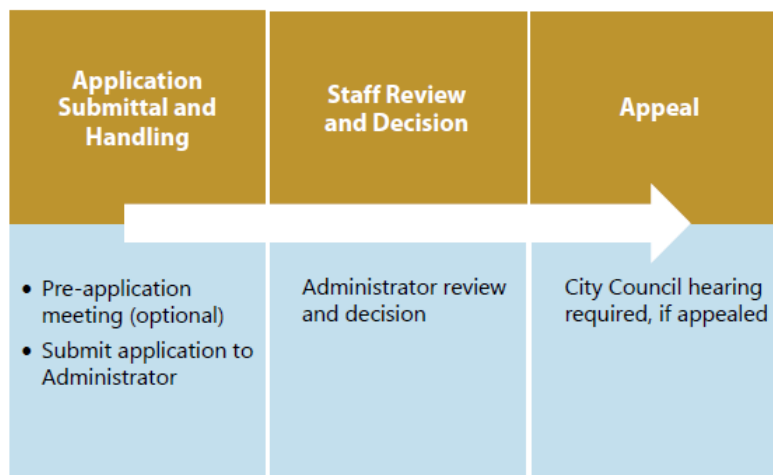 Application
Submittal and
Handling
Staff Review
and Decision
Appeal
• Pre-application
meeting (optional)
• Submit application to
Administrator
Administrator review
and decision
City Council hearing
required, if appealed